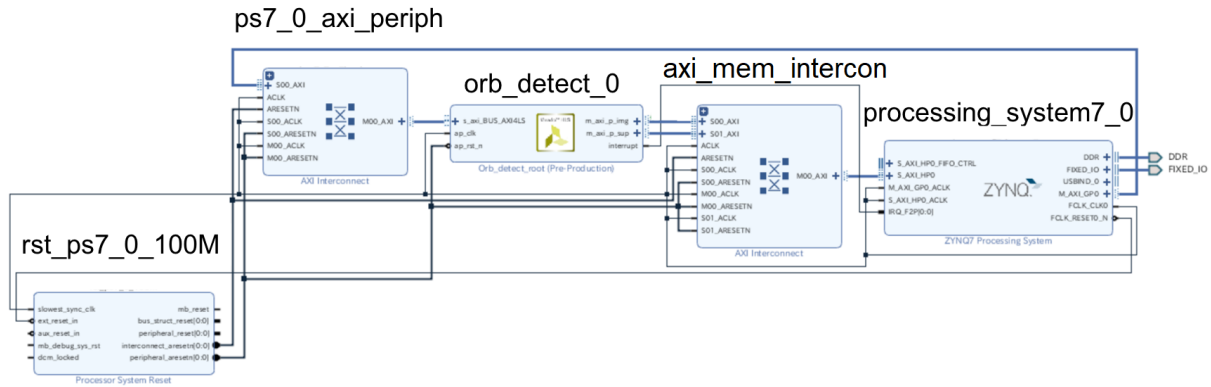 ps7_0_axi_periph
S00_AXI
ACLK
ARESETN
S00_ACLK
S00_ARESETN
M00_ACLK
M00_ARESETN
M00_AXI
AXI Interconnect
orb_detect_0
s_axi_BUS_AXI4LS
ap_clk
ap_rst_n
m_axi_p_img
m_axi_p_sup
interrupt
Orb_detect_root (Pre-Production)
axi_mem_intercon
S00_AXI
S01_AXI
ACLK
ARESETN
S00_ACLK
S00_ARESETN
M00_ACLK
M00_ARESETN
S01_ACLK
S01_ARESETN
M00_AXI
AXI Interconnect
processing_system7_0
S_AXI_HP0_FIFO_CTRL
S_AXI_HP0
M_AXI_GP0_ACLK
S_AXI_HP0_ACLK
IRQ_F2P[0:0]
ZYNQ
DDR
FIXED_IO
USBIND_0
M_AXI_GP0
FCLK_CLK0
FCLK_RESET0_N
ZYNQ7 Processing System
DDR
FIXED_IO
rst_ps7_0_100M
slowest_sync_clk
ext_reset_in
aux_reset_in
mb_debug_sys_rst
dcm_locked
mb_reset
bus_struct_reset[0:0]
peripheral_reset[0:0]
interconnect_aresetn[0:0]
peripheral_aresetn[0:0]
Processor System Reset